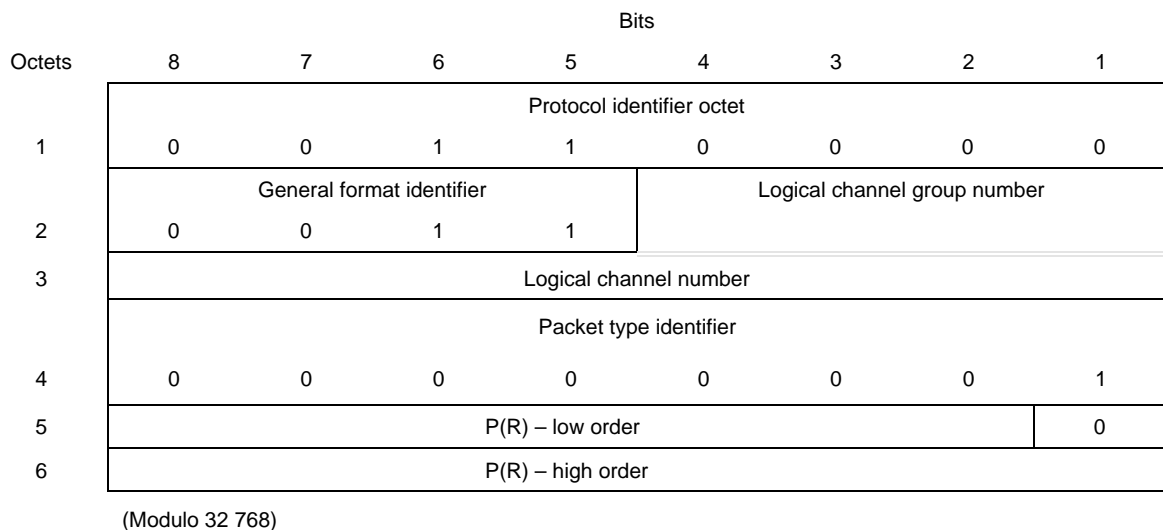 Bits
Octets 8 7 6 5 4 3 2 1
Protocol identifier octet
1 0 0 1 1 0 0 0 0
General format identifier Logical channel group number
2 0 0 1 1
3 Logical channel number
Packet type identifier
4 0 0 0 0 0 0 0 1
5 P(R) – low order 0
6 P(R) – high order
(Modulo 32 768)